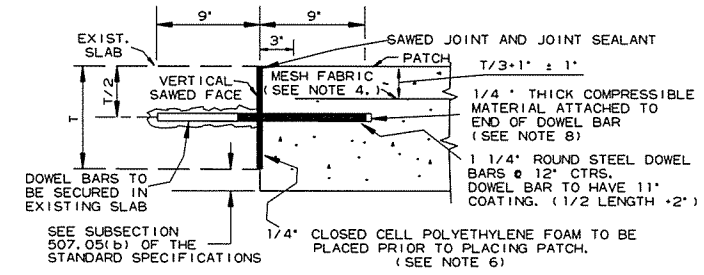 9"
9"
3"
EXIST.
SLAB
SAWED JOINT AND JOINT SEALANT
PATCH
T/3+1" ± 1"
T/2
T
VERTICAL
SAWED FACE
MESH FABRIC
(SEE NOTE 4.)
1/4 " THICK COMPRESSIBLE
MATERIAL ATTACHED TO
END OF DOWEL BAR
(SEE NOTE 8)
1 1/4" ROUND STEEL DOWEL
BARS @ 12" CTRS.
DOWEL BAR TO HAVE 11"
COATING. (1/2 LENGTH +2")
DOWEL BARS TO
BE SECURED IN
EXISTING SLAB
SEE SUBSECTION
507.05(b) OF THE
STANDARD SPECIFICATIONS
1/4" CLOSED CELL POLYETHYLENE FOAM TO BE
PLACED PRIOR TO PLACING PATCH.
(SEE NOTE 6)